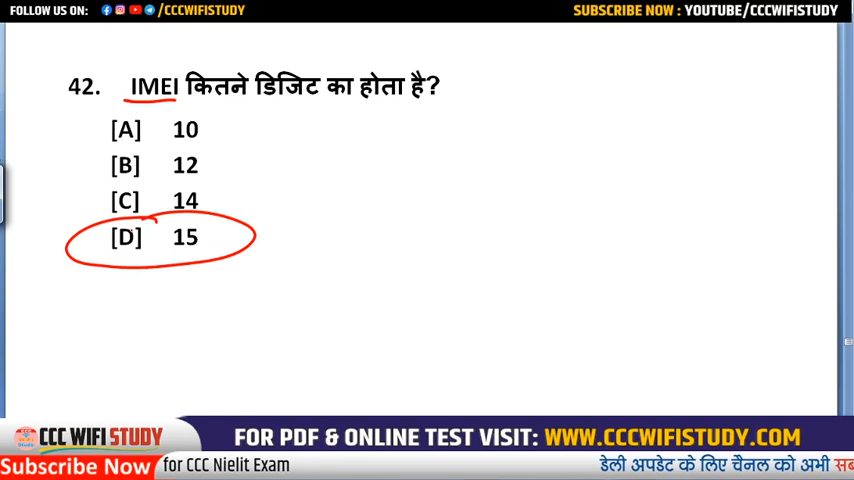 FOLLOW US ON: /CCCWIFISTUDY SUBSCRIBE NOW : YOUTUBE/CCCWIFISTUDY
42. IMEI कितने डिजिट का होता है?
[A] 10
[B] 12
[C] 14
[D] 15
CCC WIFI STUDY FOR PDF & ONLINE TEST VISIT: WWW.CCCWIFISTUDY.COM
Subscribe Now for CCC Nielit Exam डेली अपडेट के लिए चैनल को अभी सब